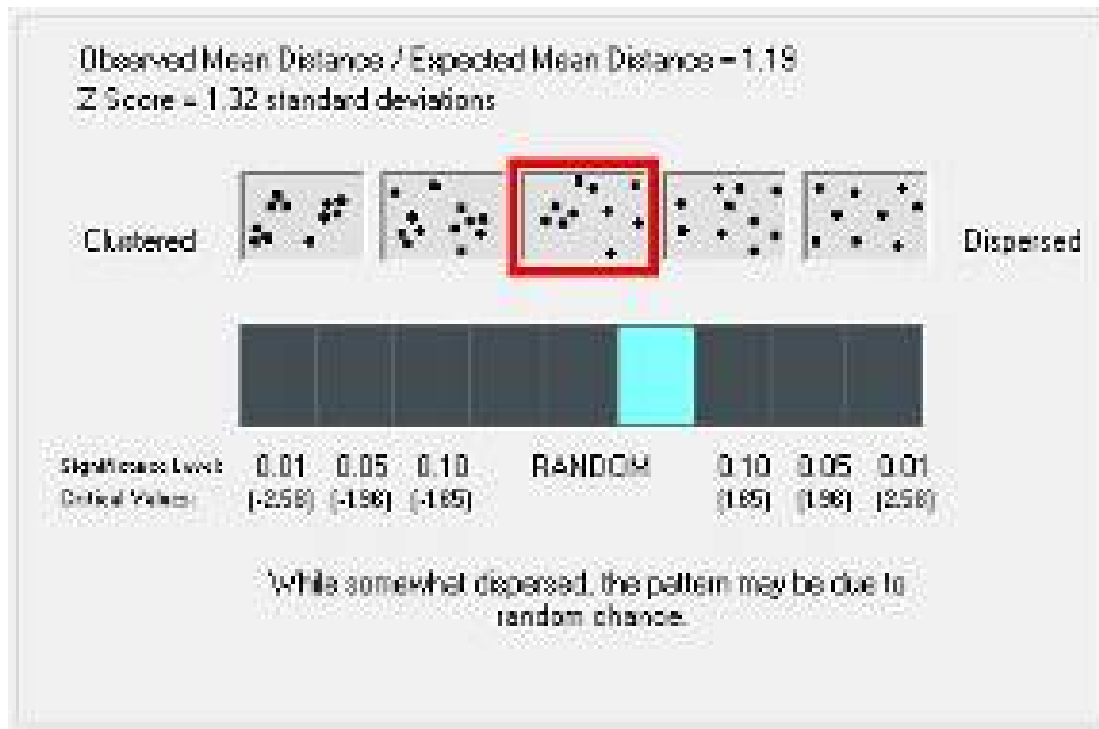 Observed Mean Distance / Expected Mean Distance = 1.19
Z Score = 1.32 standard deviations
Clustered
Dispersed
Significance Level: 0.01 0.05 0.10 RANDOM 0.10 0.05 0.01
Critical Values: (-2.58) (-1.96) (-1.65) (1.65) (1.96) (2.58)
While somewhat dispersed, the pattern may be due to
random chance.